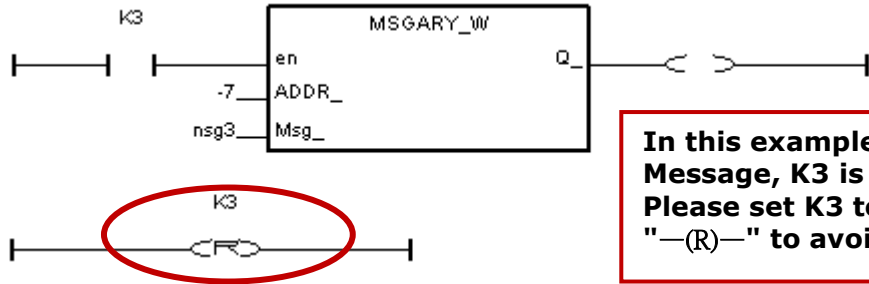 K3
MSGARY_W
en
Q_
-7
ADDR_
nsg3
Msg_
In this example
Message, K3 is
Please set K3 t
"—(R)—" to avoi
K3
R